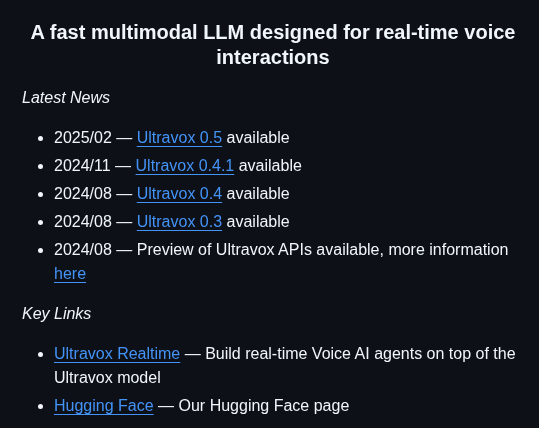 A fast multimodal LLM designed for real-time voice
interactions
Latest News
• 2025/02 — Ultravox 0.5 available
• 2024/11 — Ultravox 0.4.1 available
• 2024/08 — Ultravox 0.4 available
• 2024/08 — Ultravox 0.3 available
• 2024/08 — Preview of Ultravox APIs available, more information
here
Key Links
• Ultravox Realtime — Build real-time Voice AI agents on top of the
Ultravox model
• Hugging Face — Our Hugging Face page